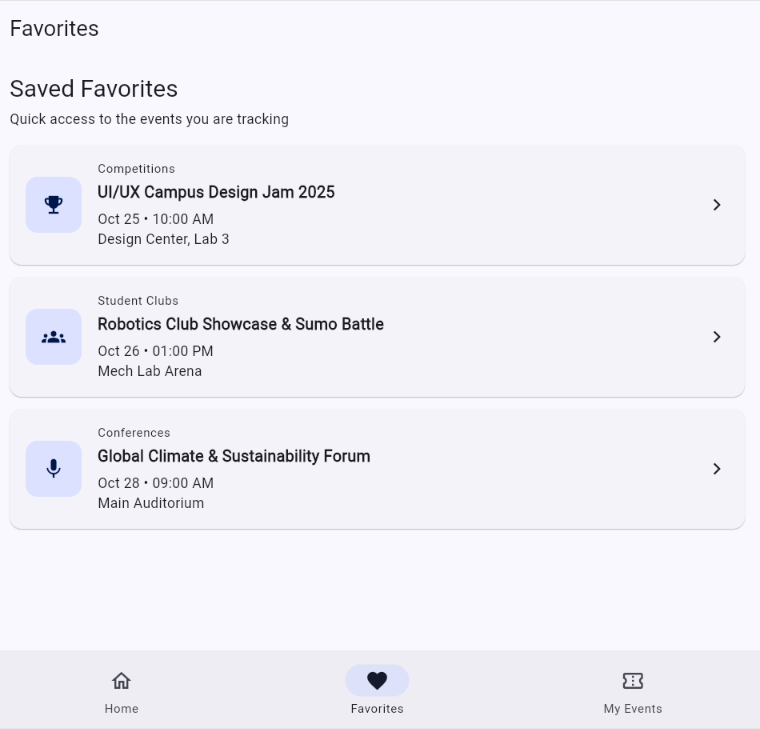 Favorites
Saved Favorites
Quick access to the events you are tracking
Competitions
UI/UX Campus Design Jam 2025
Oct 25 • 10:00 AM
Design Center, Lab 3
Student Clubs
Robotics Club Showcase & Sumo Battle
Oct 26 • 01:00 PM
Mech Lab Arena
Conferences
Global Climate & Sustainability Forum
Oct 28 • 09:00 AM
Main Auditorium
Home
Favorites
My Events